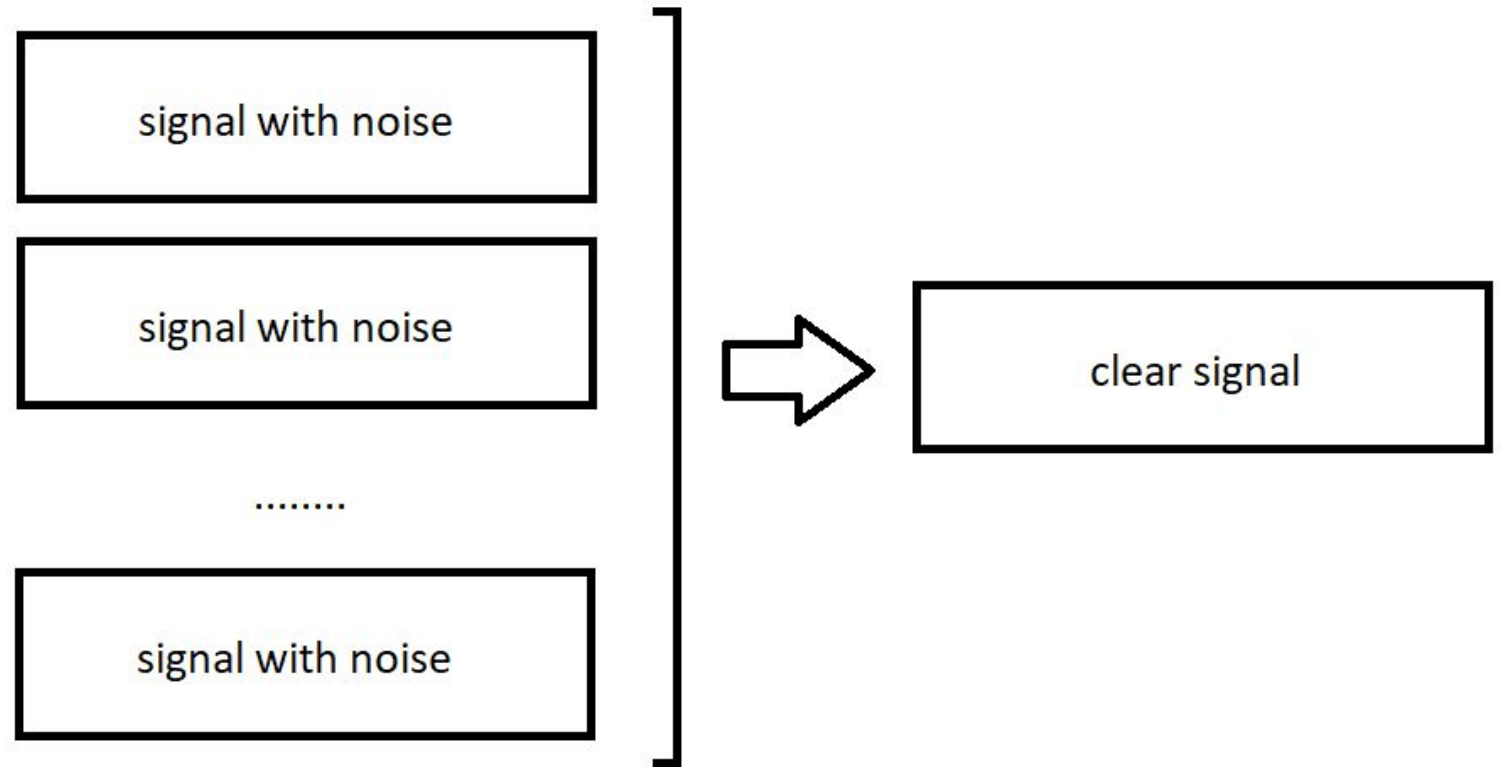 signal with noise
signal with noise
clear signal
........
signal with noise